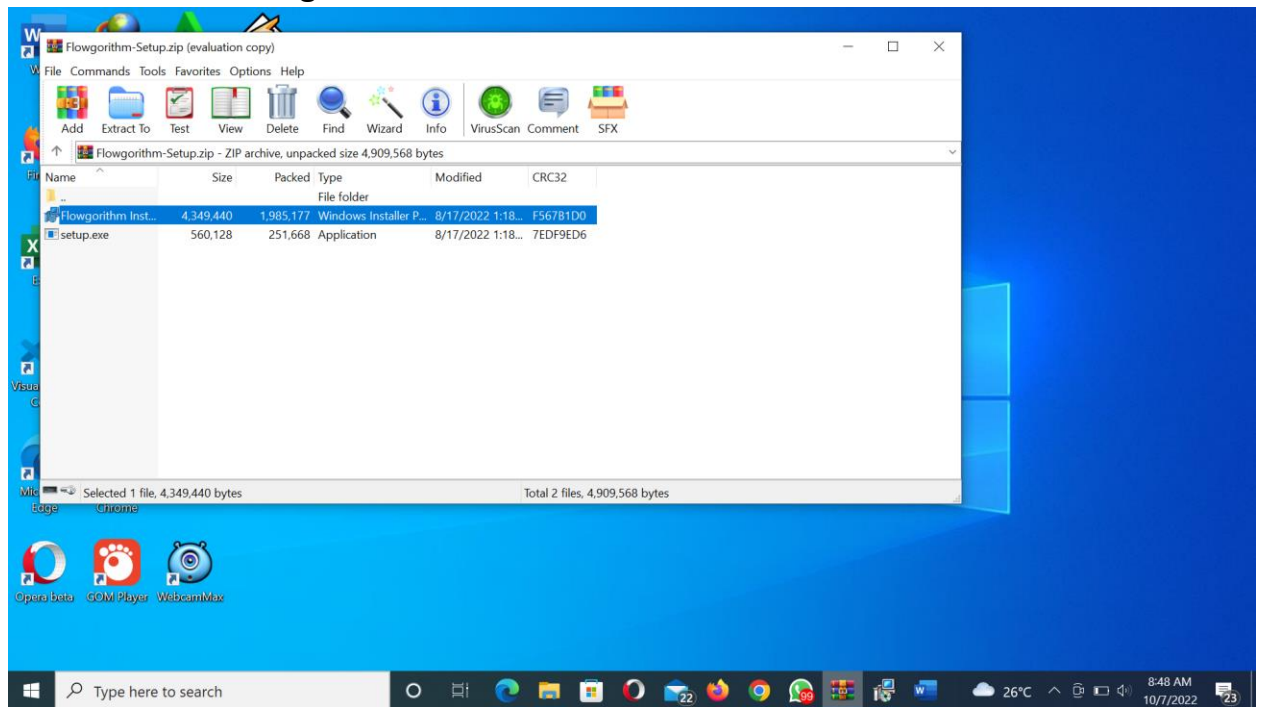 Flowgorithm-Setup.zip (evaluation copy)
File Commands Tools Favorites Options Help
Add Extract To Test View Delete Find Wizard Info VirusScan Comment SFX
Flowgorithm-Setup.zip - ZIP archive, unpacked size 4,909,568 bytes
Name Size Packed Type Modified CRC32
.. File folder
Flowgorithm Inst... 4,349,440 1,985,177 Windows Installer P... 8/17/2022 1:18... F567B1D0
setup.exe 560,128 251,668 Application 8/17/2022 1:18... 7EDF9ED6
Selected 1 file, 4,349,440 bytes Total 2 files, 4,909,568 bytes
Edge Chrome
Opera beta GOM Player WebcamMax
Type here to search 22 99 26°C 8:48 AM
10/7/2022 23